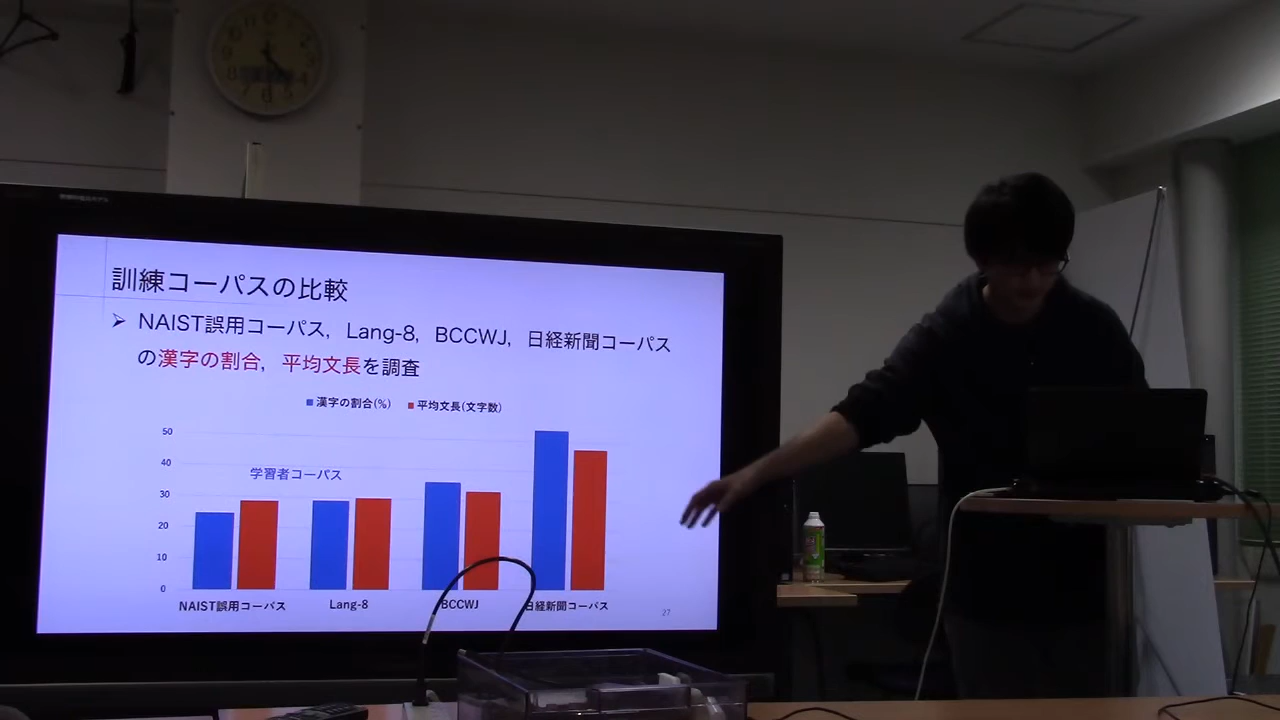 訓練コーパスの比較
➤ NAIST誤用コーパス，Lang-8，BCCWJ，日経新聞コーパス
の漢字の割合，平均文長を調査
漢字の割合(%) 平均文長(文字数)
50
40
30
20
10
0
学習者コーパス
NAIST誤用コーパス Lang-8 BCCWJ 日経新聞コーパス
27